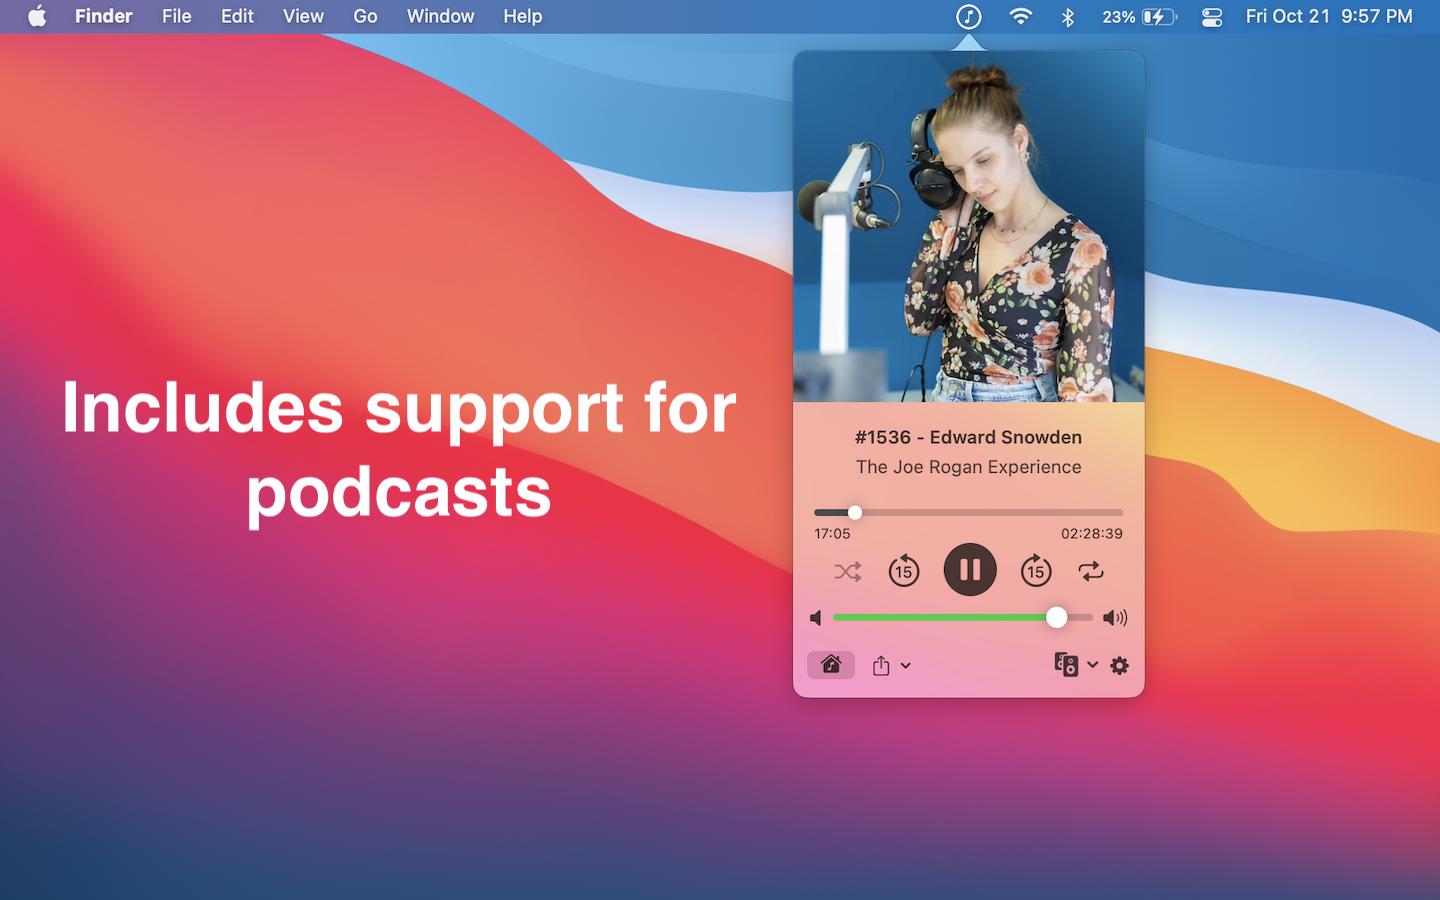 Finder File Edit View Go Window Help 23% Fri Oct 21 9:57 PM
Includes support for
podcasts
#1536 - Edward Snowden
The Joe Rogan Experience
17:05 02:28:39
15 15